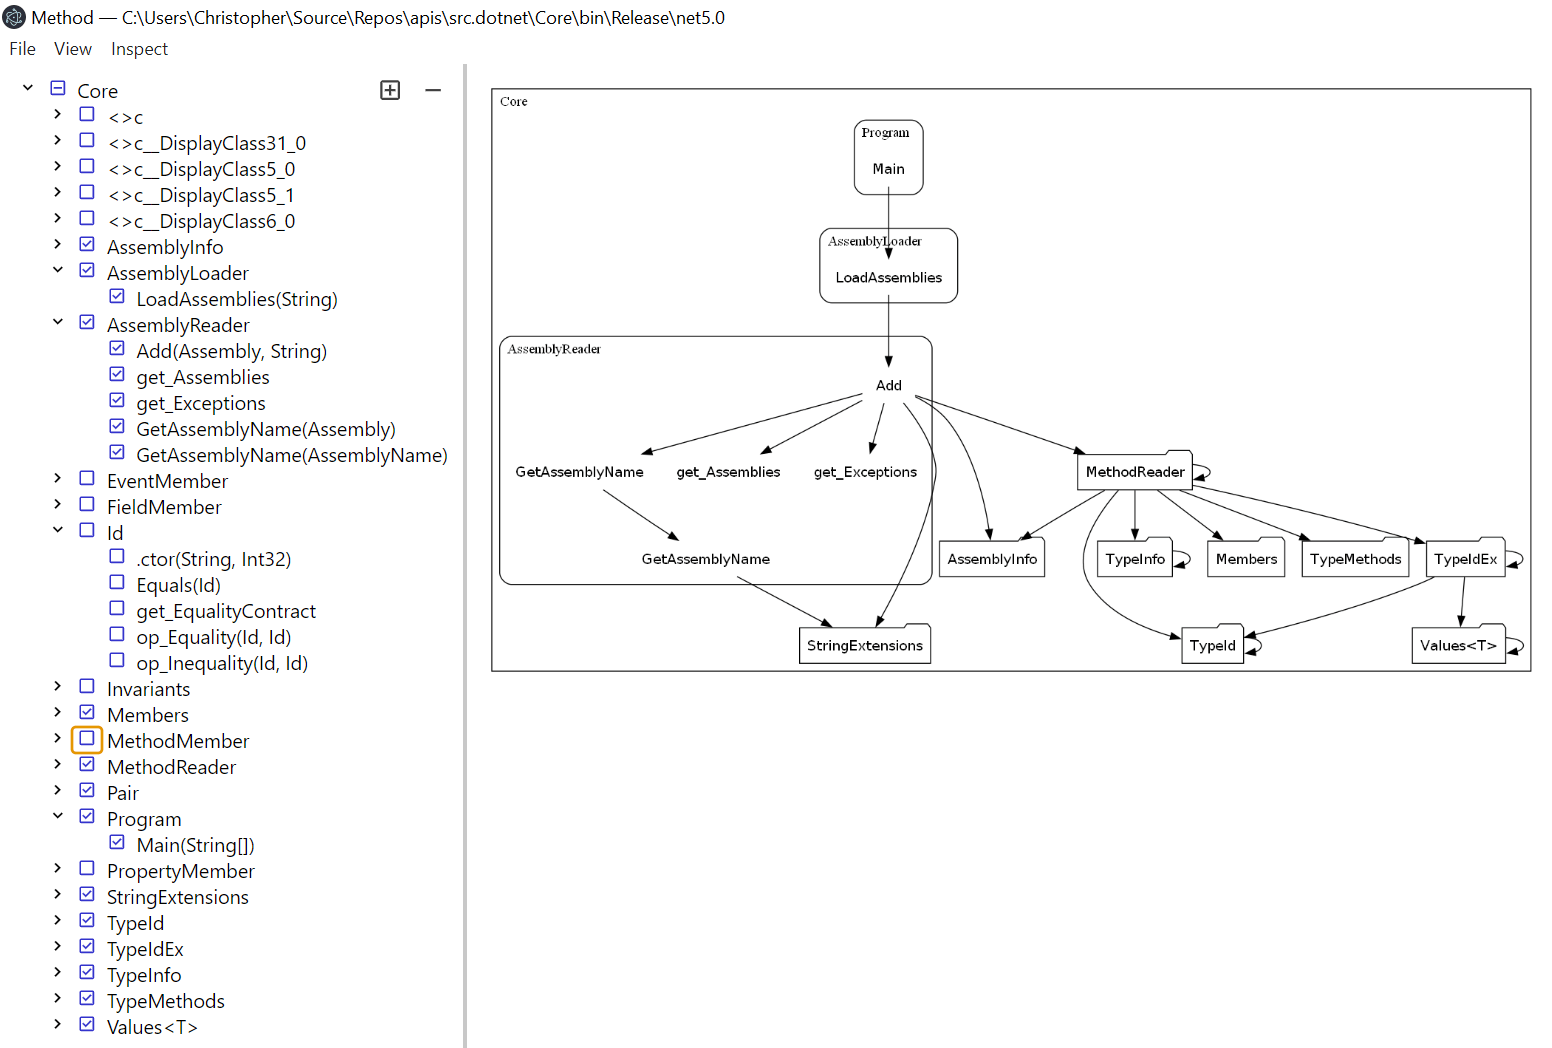 Method — C:\Users\Christopher\Source\Repos\apis\src.dotnet\Core\bin\Release\net5.0
File View Inspect
Core
<>c
<>c__DisplayClass31_0
<>c__DisplayClass5_0
<>c__DisplayClass5_1
<>c__DisplayClass6_0
AssemblyInfo
AssemblyLoader
LoadAssemblies(String)
AssemblyReader
Add(Assembly, String)
get_Assemblies
get_Exceptions
GetAssemblyName(Assembly)
GetAssemblyName(AssemblyName)
EventMember
FieldMember
Id
.ctor(String, Int32)
Equals(Id)
get_EqualityContract
op_Equality(Id, Id)
op_Inequality(Id, Id)
Invariants
Members
MethodMember
MethodReader
Pair
Program
Main(String[])
PropertyMember
StringExtensions
TypeId
TypeIdEx
TypeInfo
TypeMethods
Values<T>
Core
Program
Main
AssemblyLoader
LoadAssemblies
AssemblyReader
Add
GetAssemblyName get_Assemblies get_Exceptions MethodReader
GetAssemblyName AssemblyInfo TypeInfo Members TypeMethods TypeIdEx
StringExtensions TypeId Values<T>